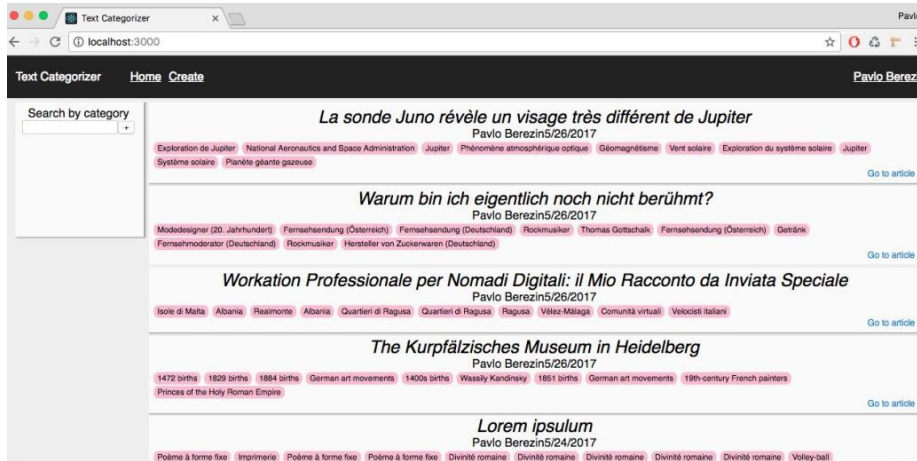 Text Categorizer
Pavlo
localhost:3000
Text Categorizer Home Create Pavlo Berez
Search by category
+
La sonde Juno révèle un visage très différent de Jupiter
Pavlo Berezin5/26/2017
Exploration de Jupiter National Aeronautics and Space Administration Jupiter Phénomène atmosphérique optique Géomagnétisme Vent solaire Exploration du système solaire Jupiter
Système solaire Planète géante gazeuse
Go to article
Warum bin ich eigentlich noch nicht berühmt?
Pavlo Berezin5/26/2017
Modedesigner (20. Jahrhundert) Fernsehsendung (Österreich) Fernsehsendung (Deutschland) Rockmusiker Thomas Gottschalk Fernsehsendung (Österreich) Getränk
Fernsehmoderator (Deutschland) Rockmusiker Hersteller von Zuckerwaren (Deutschland)
Go to article
Workation Professionale per Nomadi Digitali: il Mio Racconto da Inviata Speciale
Pavlo Berezin5/26/2017
Isole di Malta Albania Realmonte Albania Quartieri di Ragusa Quartieri di Ragusa Ragusa Vélez-Málaga Comunità virtuali Velocisti italiani
Go to article
The Kurpfälzisches Museum in Heidelberg
Pavlo Berezin5/26/2017
1472 births 1829 births 1884 births German art movements 1400s births Wassily Kandinsky 1851 births German art movements 19th-century French painters
Princes of the Holy Roman Empire
Go to article
Lorem ipsulum
Pavlo Berezin5/24/2017
Poème à forme fixe Imprimerie Poème à forme fixe Poème à forme fixe Divinité romaine Divinité romaine Divinité romaine Divinité romaine Divinité romaine Volley-ball